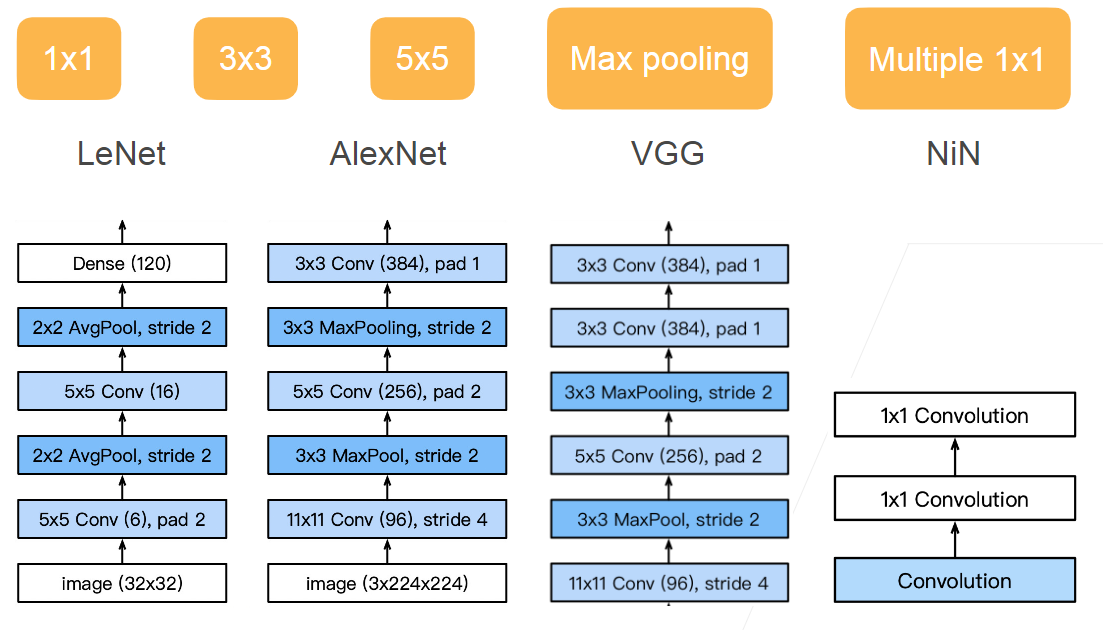 1x1
3x3
5x5
Max pooling
Multiple 1x1
LeNet
AlexNet
VGG
NiN
Dense (120)
2x2 AvgPool, stride 2
5x5 Conv (16)
2x2 AvgPool, stride 2
5x5 Conv (6), pad 2
image (32x32)
3x3 Conv (384), pad 1
3x3 MaxPooling, stride 2
5x5 Conv (256), pad 2
3x3 MaxPool, stride 2
11x11 Conv (96), stride 4
image (3x224x224)
3x3 Conv (384), pad 1
3x3 Conv (384), pad 1
3x3 MaxPooling, stride 2
5x5 Conv (256), pad 2
3x3 MaxPool, stride 2
11x11 Conv (96), stride 4
1x1 Convolution
1x1 Convolution
Convolution